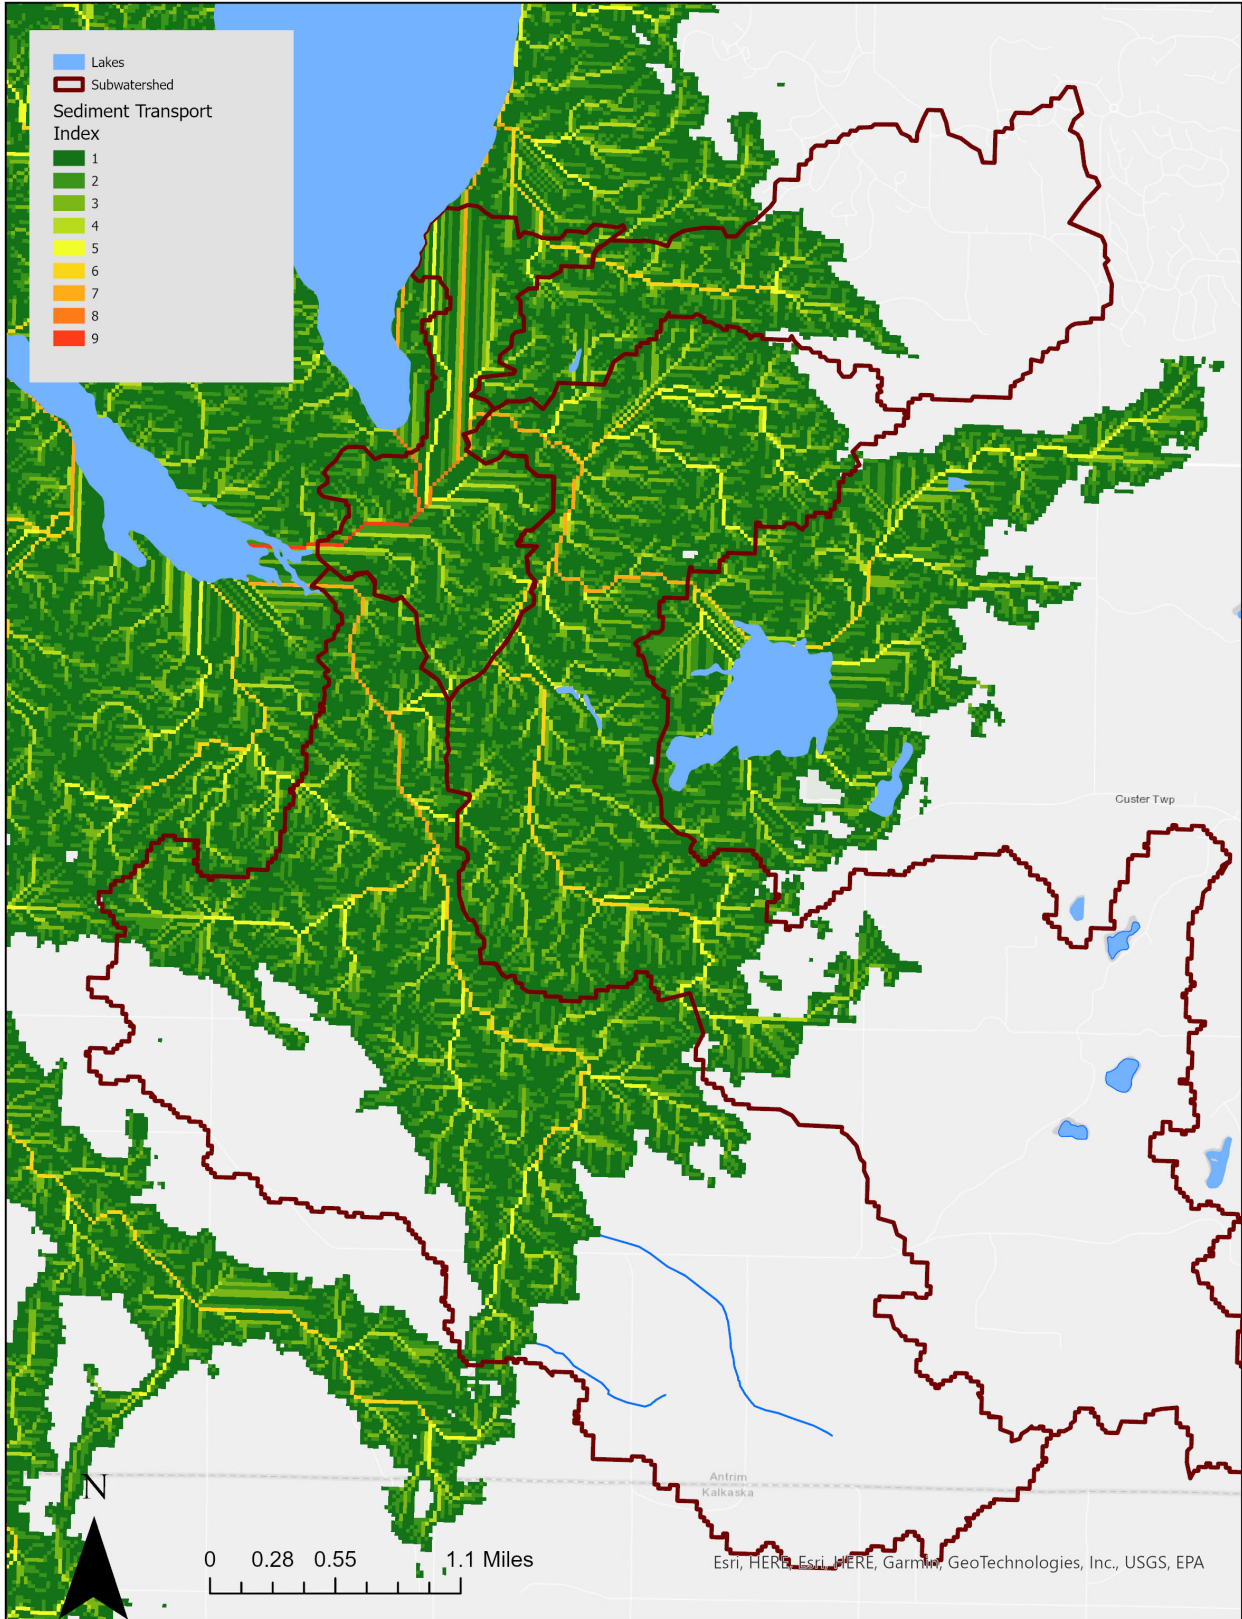 Lakes
Subwatershed
Sediment Transport
Index
1
2
3
4
5
6
7
8
9
Custer Twp
Antrim
Kalkaska
N
0 0.28 0.55 1.1 Miles
Esri, HERE, Esri, HERE, Garmin, GeoTechnologies, Inc., USGS, EPA